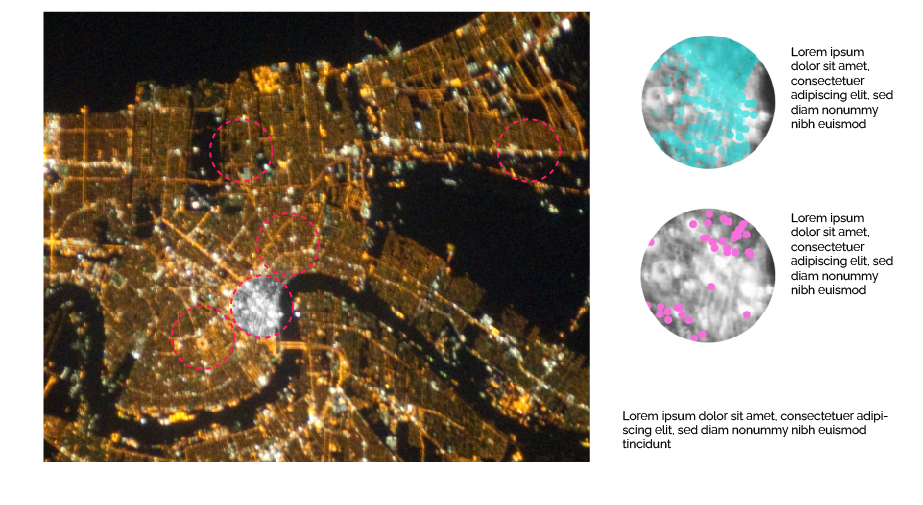 Lorem ipsum
dolor sit amet,
consectetuer
adipiscing elit, sed
diam nonummy
nibh euismod
Lorem ipsum
dolor sit amet,
consectetuer
adipiscing elit, sed
diam nonummy
nibh euismod
Lorem ipsum dolor sit amet, consectetuer adipi-
scing elit, sed diam nonummy nibh euismod
tincidunt